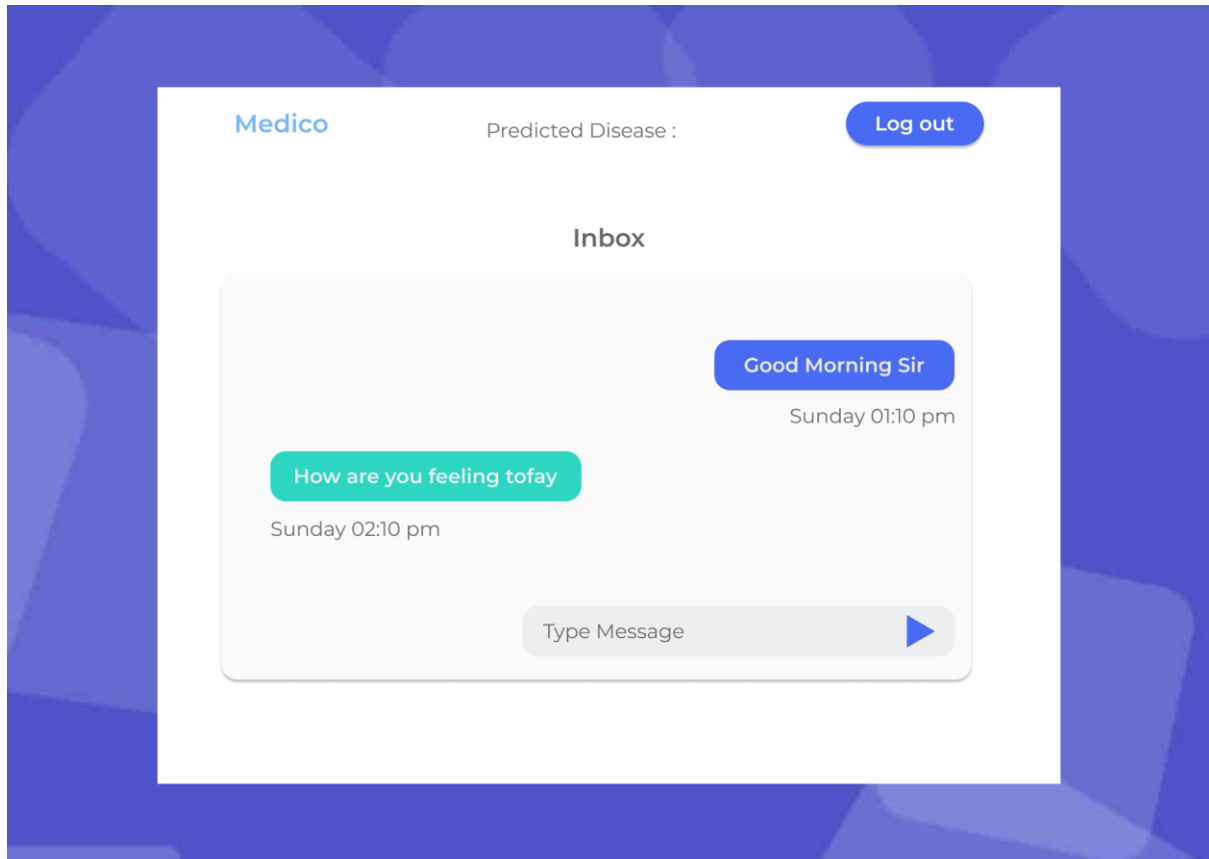 Medico
Predicted Disease :
Log out
Inbox
Good Morning Sir
Sunday 01:10 pm
How are you feeling tofay
Sunday 02:10 pm
Type Message